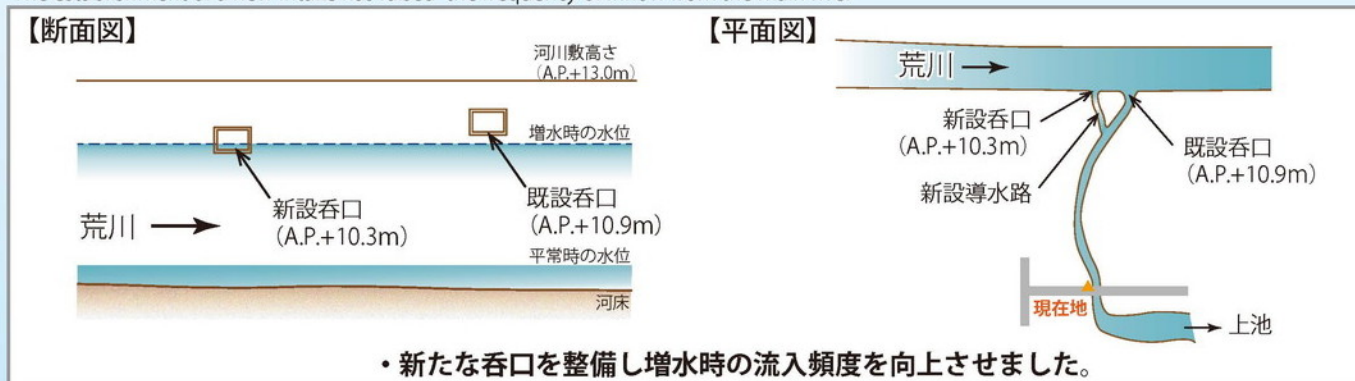 【断面図】
河川敷高さ
(A.P.+13.0m)
増水時の水位
新設呑口
(A.P.+10.3m)
既設呑口
(A.P.+10.9m)
荒川
平常時の水位
河床
【平面図】
荒川
新設呑口
(A.P.+10.3m)
既設呑口
(A.P.+10.9m)
新設導水路
現在地
上池
・新たな呑口を整備し増水時の流入頻度を向上させました。